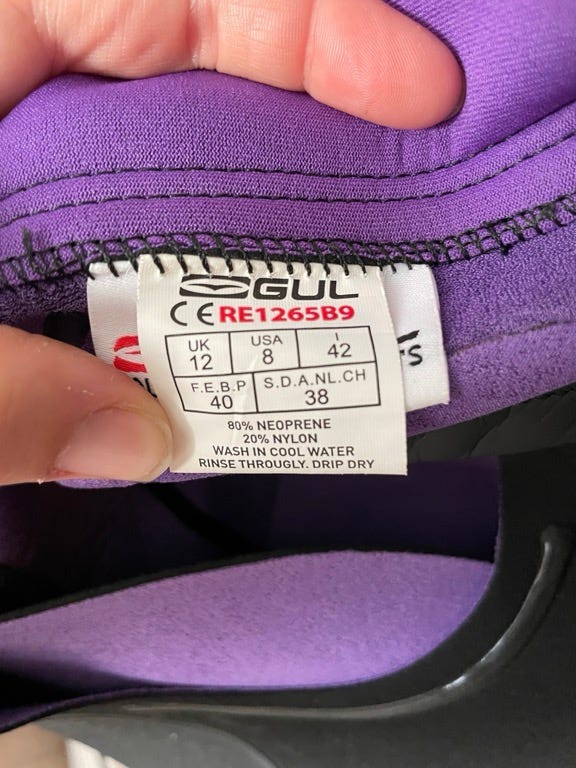 GUL
CE RE1265B9
UK USA I
12 8 42
F.E.B.P S.D.A.NL.CH
40 38
80% NEOPRENE
20% NYLON
WASH IN COOL WATER
RINSE THROUGLY. DRIP DRY